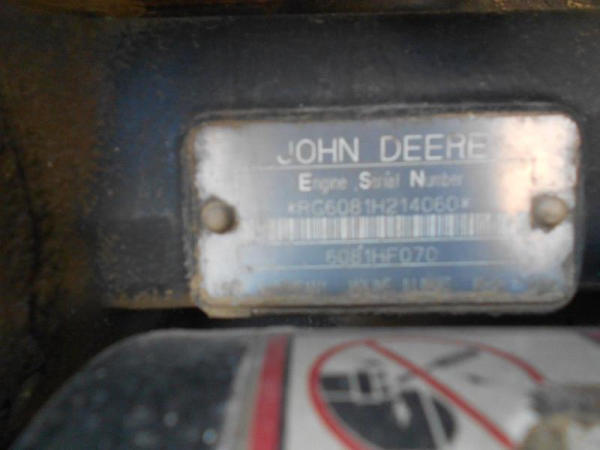 JOHN DEERE
Engine Serial Number
*RG6081H214060*
6081HF070